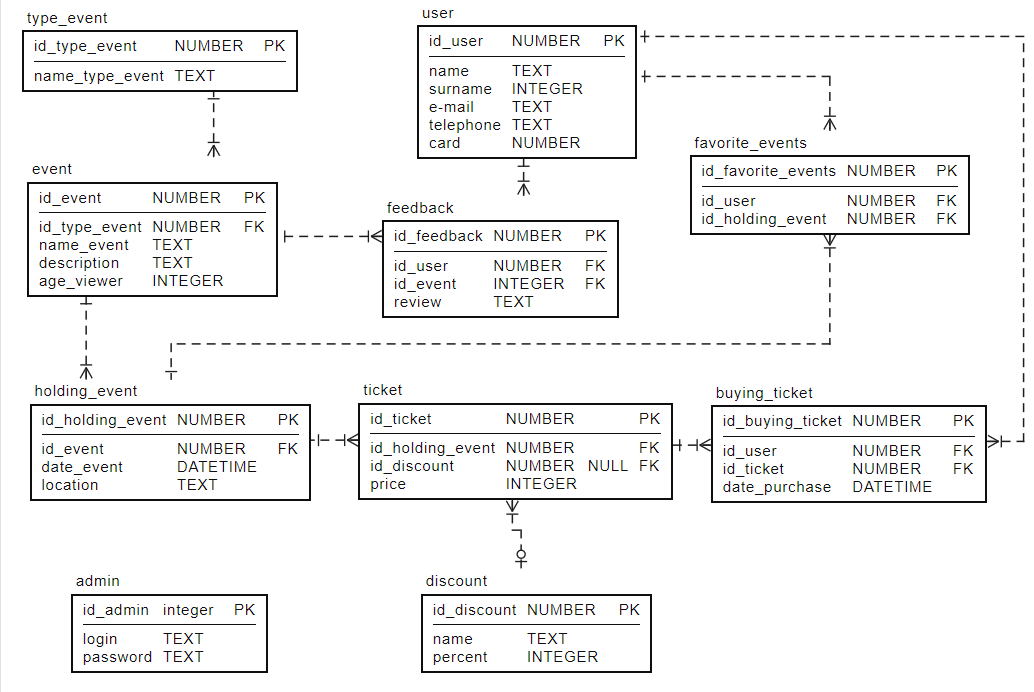 type_event
id_type_event NUMBER PK
name_type_event TEXT
user
id_user NUMBER PK
name TEXT
surname INTEGER
e-mail TEXT
telephone TEXT
card NUMBER
favorite_events
id_favorite_events NUMBER PK
id_user NUMBER FK
id_holding_event NUMBER FK
event
id_event NUMBER PK
id_type_event NUMBER FK
name_event TEXT
description TEXT
age_viewer INTEGER
feedback
id_feedback NUMBER PK
id_user NUMBER FK
id_event INTEGER FK
review TEXT
holding_event
id_holding_event NUMBER PK
id_event NUMBER FK
date_event DATETIME
location TEXT
ticket
id_ticket NUMBER PK
id_holding_event NUMBER FK
id_discount NUMBER NULL FK
price INTEGER
buying_ticket
id_buying_ticket NUMBER PK
id_user NUMBER FK
id_ticket NUMBER FK
date_purchase DATETIME
admin
id_admin integer PK
login TEXT
password TEXT
discount
id_discount NUMBER PK
name TEXT
percent INTEGER